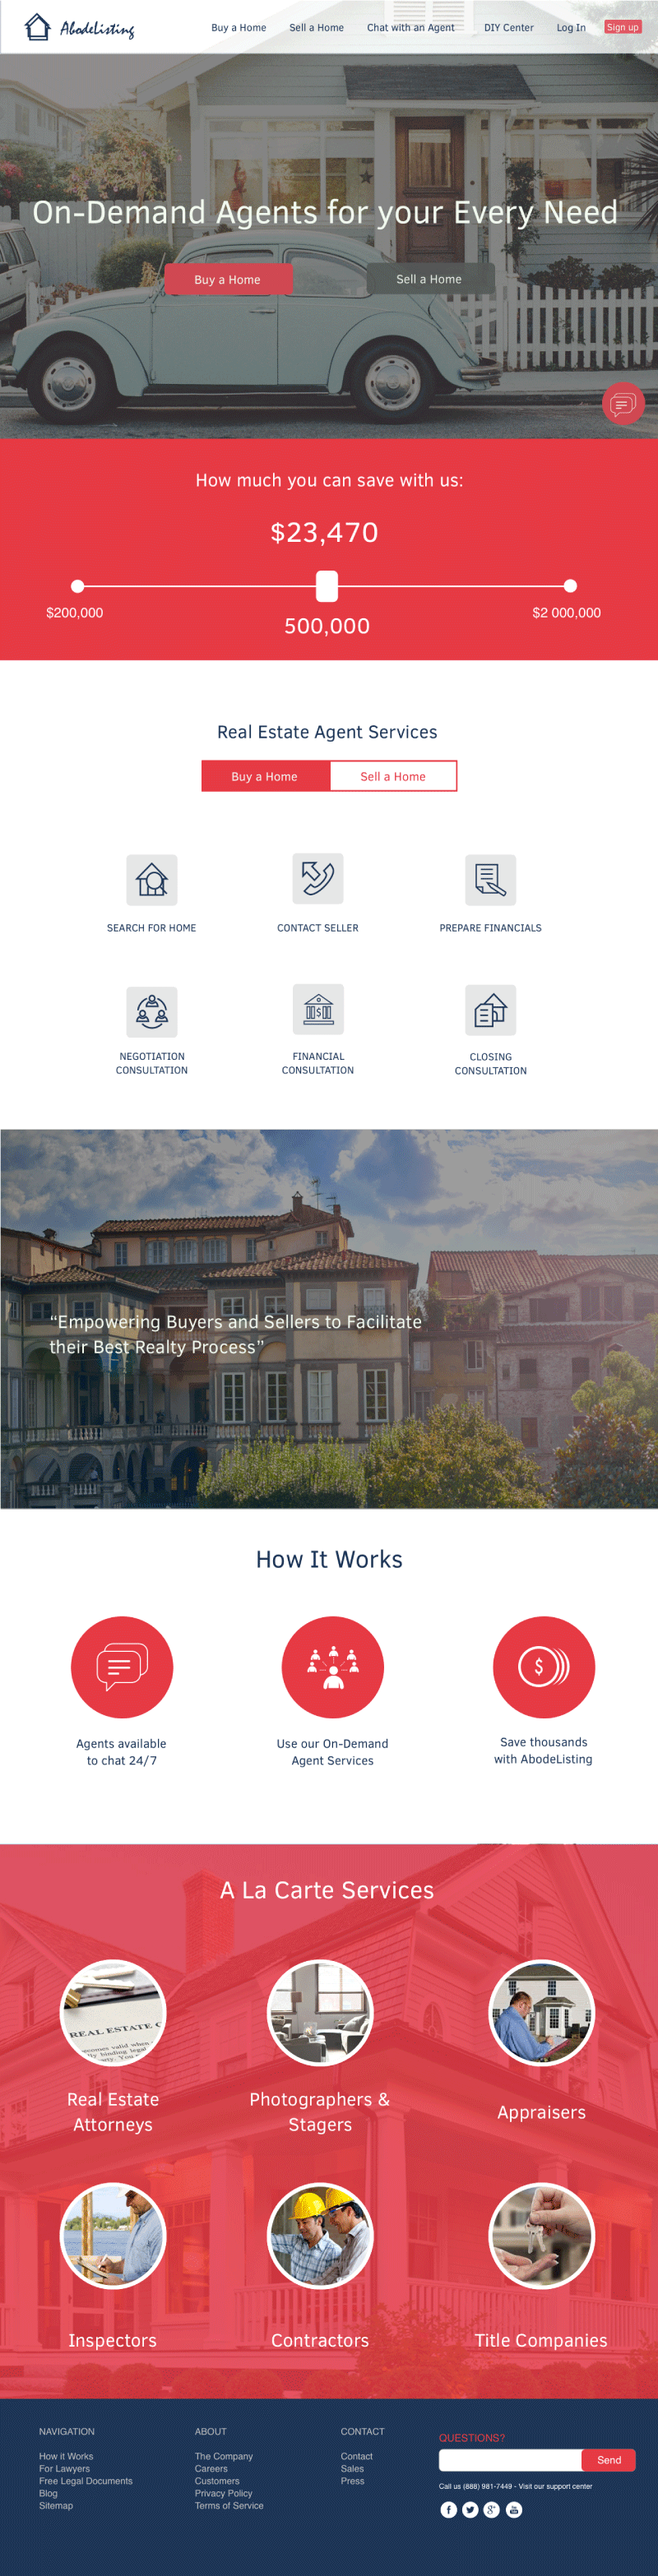 AbodeListing
Buy a Home Sell a Home Chat with an Agent DIY Center Log In Sign up
On-Demand Agents for your Every Need
Buy a Home Sell a Home
How much you can save with us:
$23,470
$200,000 $2 000,000
500,000
Real Estate Agent Services
Buy a Home Sell a Home
SEARCH FOR HOME CONTACT SELLER PREPARE FINANCIALS
NEGOTIATION FINANCIAL CLOSING
CONSULTATION CONSULTATION CONSULTATION
“Empowering Buyers and Sellers to Facilitate
their Best Realty Process”
How It Works
Agents available Use our On-Demand Save thousands
to chat 24/7 Agent Services with AbodeListing
A La Carte Services
REAL ESTATE C
Real Estate Photographers & Appraisers
Attorneys Stagers
Inspectors Contractors Title Companies
NAVIGATION ABOUT CONTACT QUESTIONS?
How it Works The Company Contact Send
For Lawyers Careers Sales
Free Legal Documents Customers Press
Call us (888) 981-7449 - Visit our support center
Blog Privacy Policy
Sitemap Terms of Service